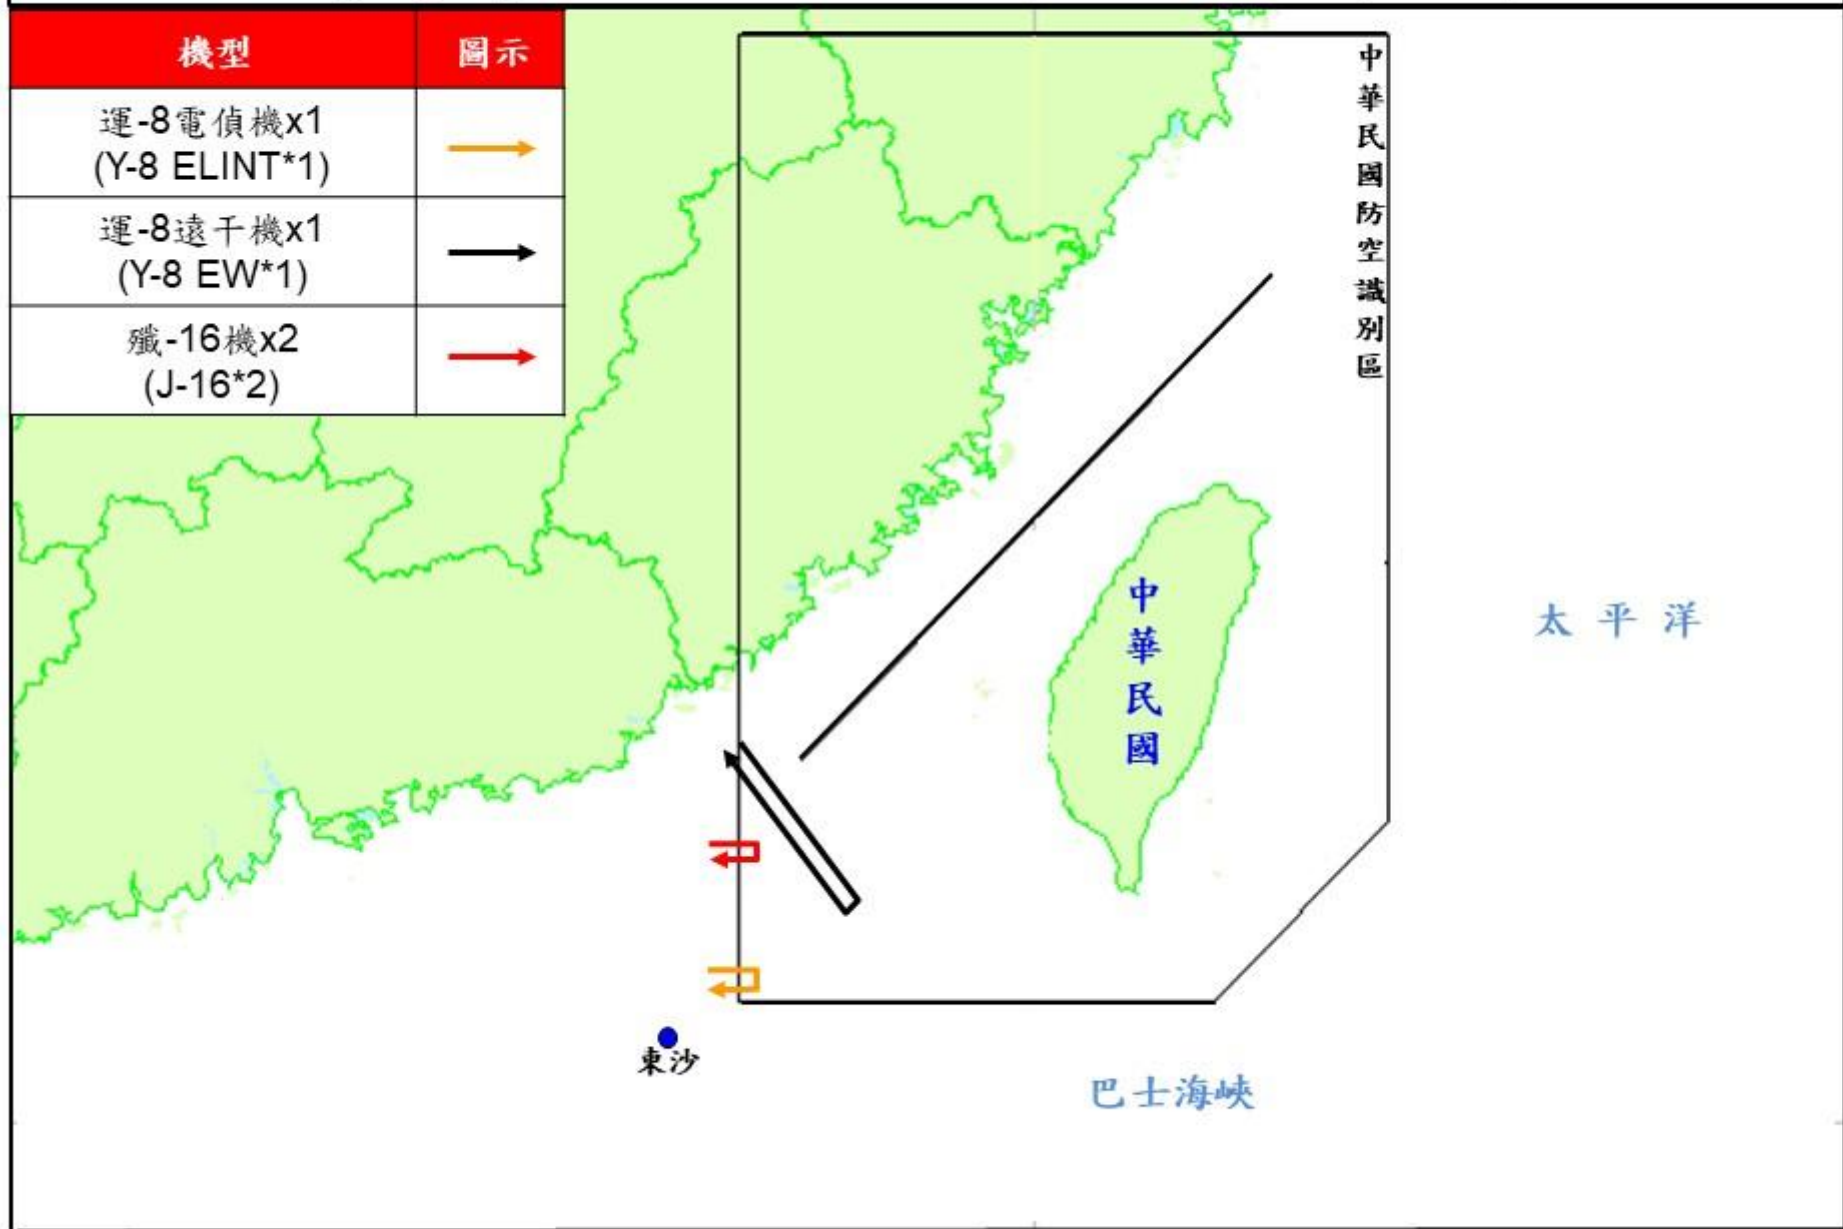 機型 圖示
運-8電偵機x1
(Y-8 ELINT*1)
運-8遠干機x1
(Y-8 EW*1)
殲-16機x2
(J-16*2)
中華民國防空識別區
中華民國
太平洋
東沙
巴士海峽